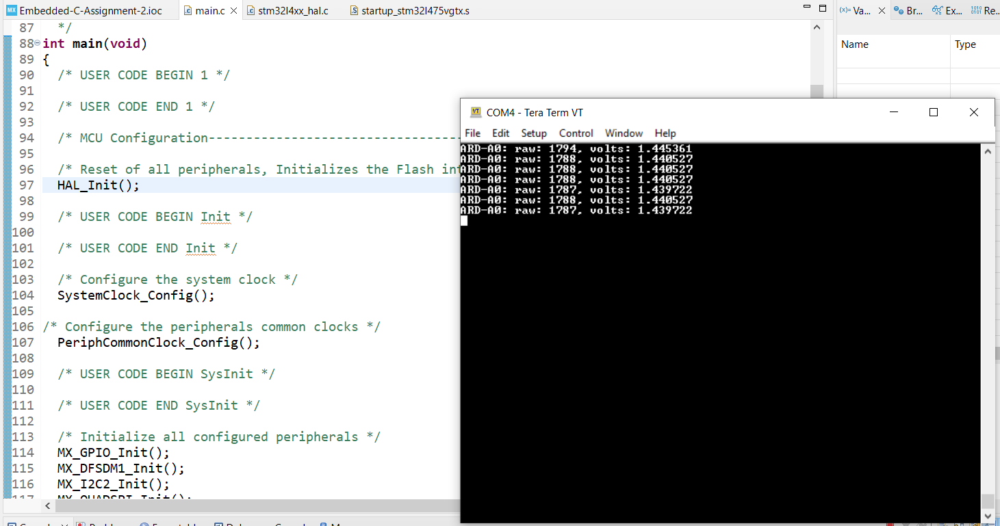 Embedded-C-Assignment-2.ioc
main.c
stm32l4xx_hal.c
startup_stm32l475vgtx.s
Va...
Br...
Ex...
Re...
Name
Type
87 */
88 int main(void)
89 {
90 /* USER CODE BEGIN 1 */
91
92 /* USER CODE END 1 */
93
94 /* MCU Configuration----------------------------------
95
96 /* Reset of all peripherals, Initializes the Flash int
97 HAL_Init();
98
99 /* USER CODE BEGIN Init */
100
101 /* USER CODE END Init */
102
103 /* Configure the system clock */
104 SystemClock_Config();
105
106 /* Configure the peripherals common clocks */
107 PeriphCommonClock_Config();
108
109 /* USER CODE BEGIN SysInit */
110
111 /* USER CODE END SysInit */
112
113 /* Initialize all configured peripherals */
114 MX_GPIO_Init();
115 MX_DFSDM1_Init();
116 MX_I2C2_Init();
117 MX_QUADSPI_Init();
COM4 - Tera Term VT
File Edit Setup Control Window Help
ARD-A0: raw: 1794, volts: 1.445361
ARD-A0: raw: 1788, volts: 1.440527
ARD-A0: raw: 1788, volts: 1.440527
ARD-A0: raw: 1788, volts: 1.440527
ARD-A0: raw: 1787, volts: 1.439722
ARD-A0: raw: 1788, volts: 1.440527
ARD-A0: raw: 1787, volts: 1.439722